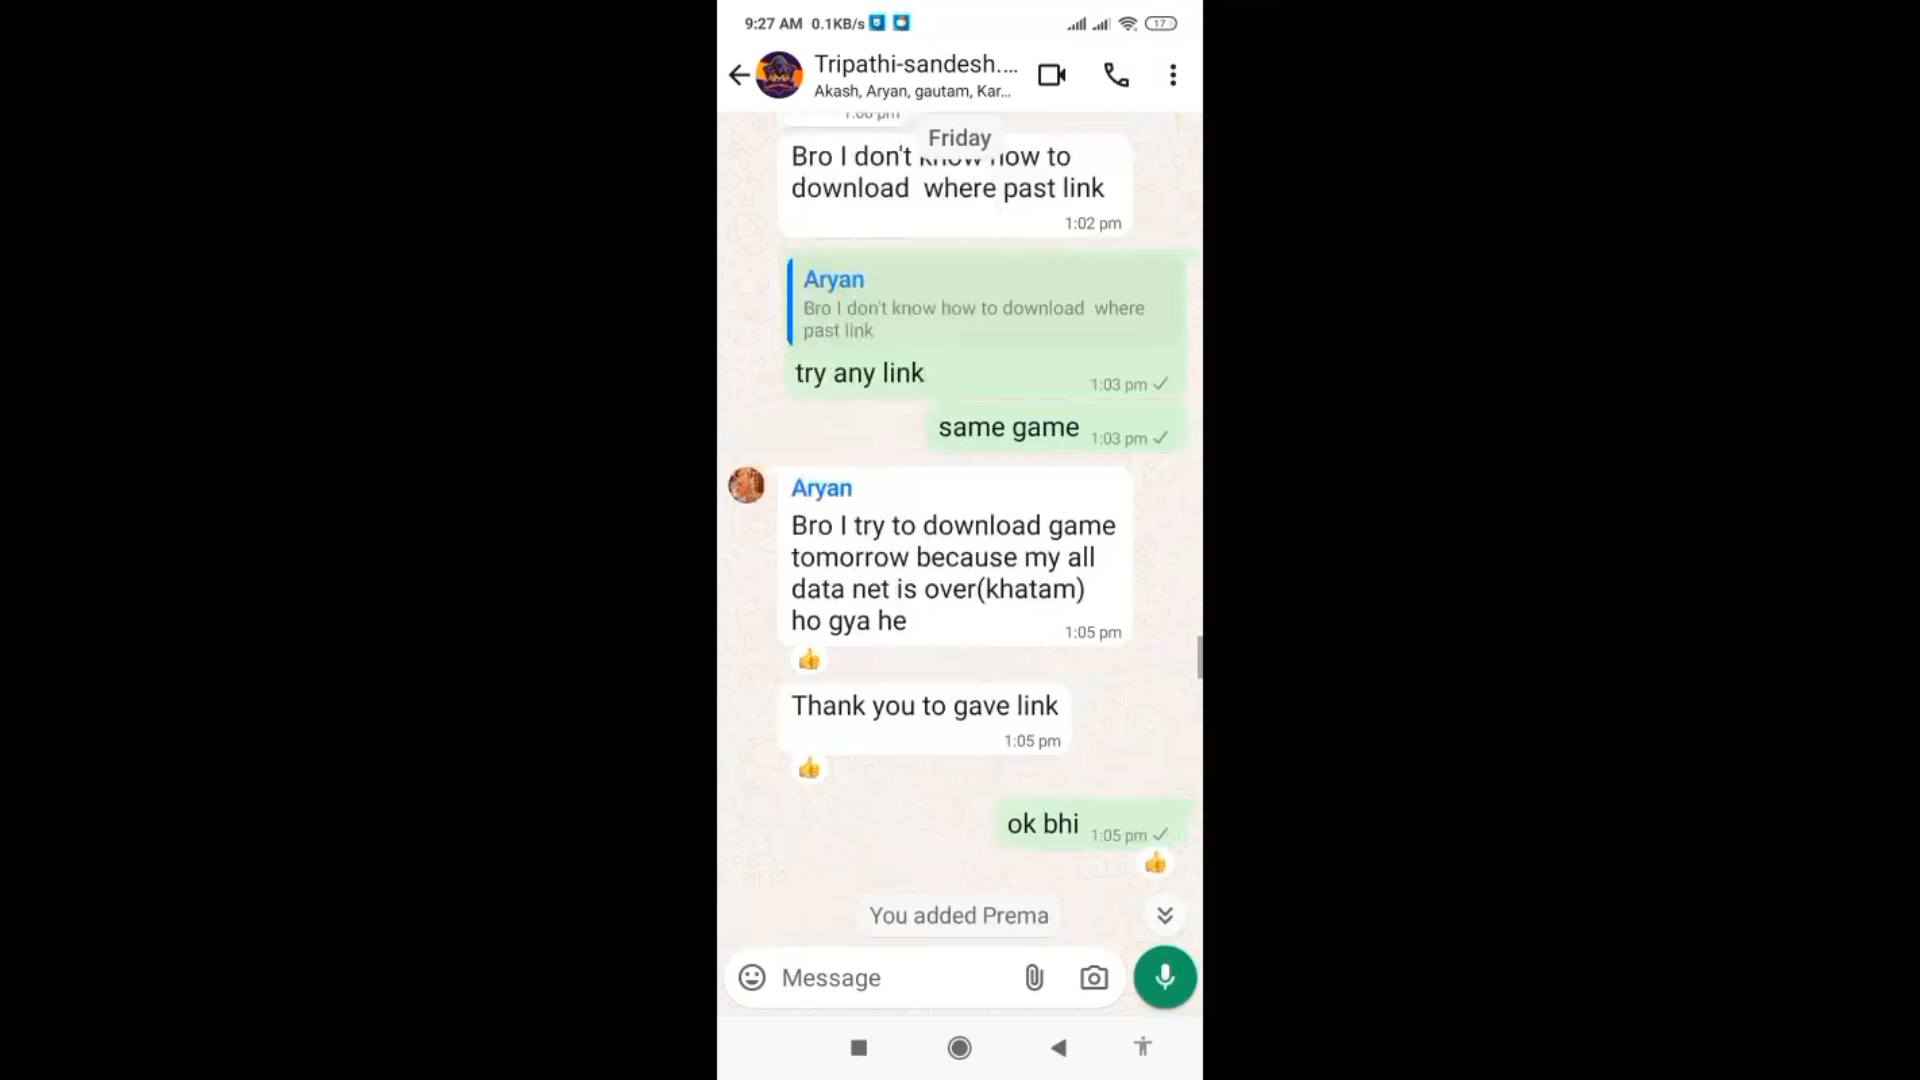 9:27 AM 0.1KB/s 17
Tripathi-sandesh....
Akash, Aryan, gautam, Kar...
Friday
Bro I don't know how to
download where past link
1:02 pm
Aryan
Bro I don't know how to download where
past link
try any link
1:03 pm
same game
1:03 pm
Aryan
Bro I try to download game
tomorrow because my all
data net is over(khatam)
ho gya he
1:05 pm
Thank you to gave link
1:05 pm
ok bhi
1:05 pm
You added Prema
Message